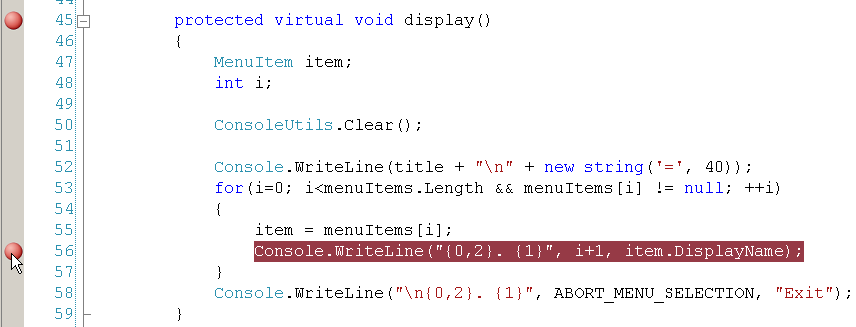 45 protected virtual void display()
46 {
47 MenuItem item;
48 int i;
49
50 ConsoleUtils.Clear();
51
52 Console.WriteLine(title + "\n" + new string('=', 40));
53 for(i=0; i<menuItems.Length && menuItems[i] != null; ++i)
54 {
55 item = menuItems[i];
56 Console.WriteLine("{0,2}. {1}", i+1, item.DisplayName);
57 }
58 Console.WriteLine("\n{0,2}. {1}", ABORT_MENU_SELECTION, "Exit");
59 }